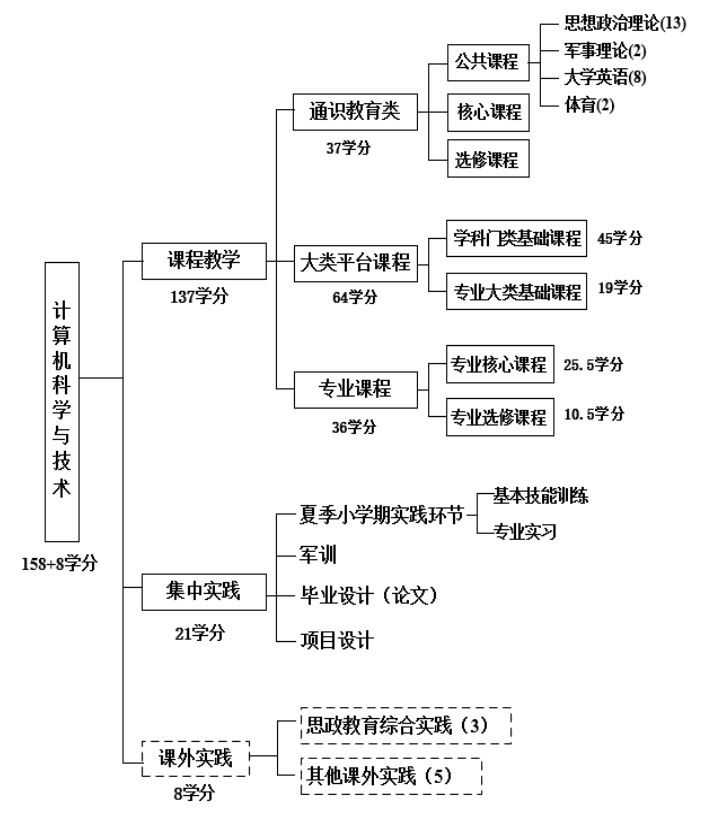 计算机科学与技术
158+8学分
课程教学
137学分
通识教育类
37学分
公共课程
思想政治理论(13)
军事理论(2)
大学英语(8)
体育(2)
核心课程
选修课程
大类平台课程
64学分
学科门类基础课程
45学分
专业大类基础课程
19学分
专业课程
36学分
专业核心课程
25.5学分
专业选修课程
10.5学分
集中实践
21学分
夏季小学期实践环节
基本技能训练
专业实习
军训
毕业设计（论文）
项目设计
课外实践
8学分
思政教育综合实践（3）
其他课外实践（5）